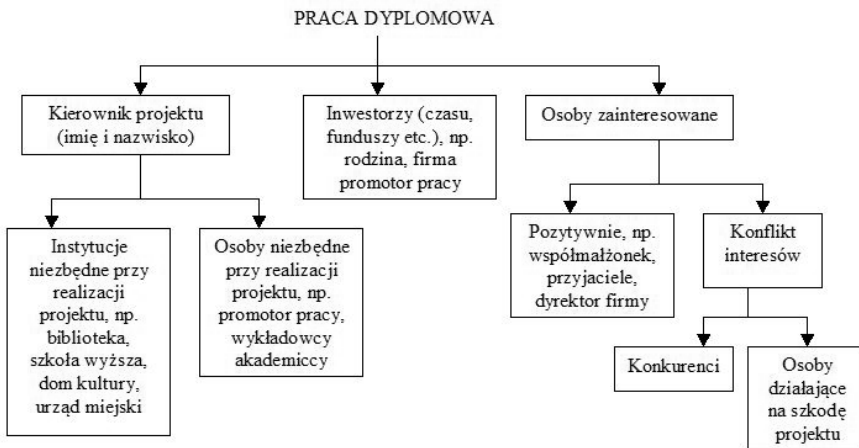 PRACA DYPLOMOWA
Kierownik projektu
(imię i nazwisko)
Inwestorzy (czasu,
funduszy etc.), np.
rodzina, firma
promotor pracy
Osoby zainteresowane
Instytucje
niezbędne przy
realizacji
projektu, np.
biblioteka,
szkoła wyższa,
dom kultury,
urząd miejski
Osoby niezbędne
przy realizacji
projektu, np.
promotor pracy,
wykładowcy
akademiccy
Pozytywnie, np.
współmałżonek,
przyjaciele,
dyrektor firmy
Konflikt
interesów
Konkurenci
Osoby
działające
na szkodę
projektu